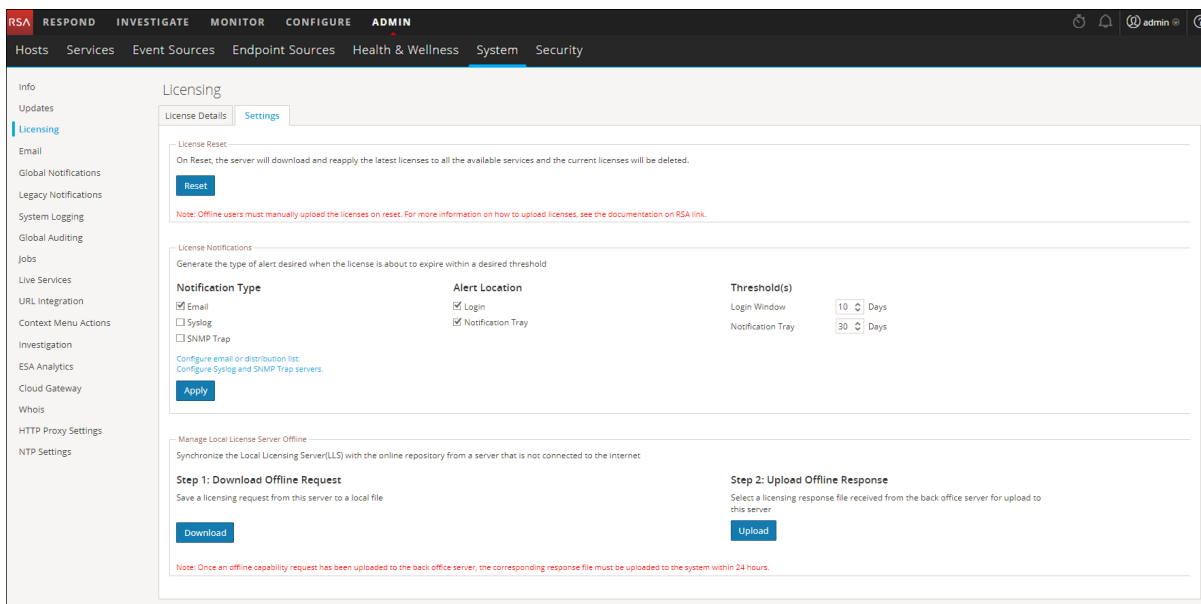 RSA RESPOND INVESTIGATE MONITOR CONFIGURE ADMIN admin
Hosts Services Event Sources Endpoint Sources Health & Wellness System Security
Info
Updates
Licensing
Email
Global Notifications
Legacy Notifications
System Logging
Global Auditing
Jobs
Live Services
URL Integration
Context Menu Actions
Investigation
ESA Analytics
Cloud Gateway
Whois
HTTP Proxy Settings
NTP Settings
Licensing
License Details Settings
License Reset
On Reset, the server will download and reapply the latest licenses to all the available services and the current licenses will be deleted.
Reset
Note: Offline users must manually upload the licenses on reset. For more information on how to upload licenses, see the documentation on RSA link.
License Notifications
Generate the type of alert desired when the license is about to expire within a desired threshold
Notification Type
Email
Syslog
SNMP Trap
Configure email or distribution list.
Configure Syslog and SNMP Trap servers.
Apply
Alert Location
Login
Notification Tray
Threshold(s)
Login Window 10 Days
Notification Tray 30 Days
Manage Local License Server Offline
Synchronize the Local Licensing Server(LLS) with the online repository from a server that is not connected to the internet
Step 1: Download Offline Request
Save a licensing request from this server to a local file
Download
Step 2: Upload Offline Response
Select a licensing response file received from the back office server for upload to
this server
Upload
Note: Once an offline capability request has been uploaded to the back office server, the corresponding response file must be uploaded to the system within 24 hours.